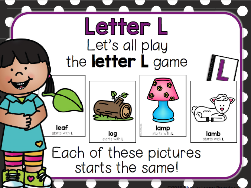 Letter L
Let's all play
the letter L game
L
leaf
log
lamp
lamb
Each of these pictures
starts the same!